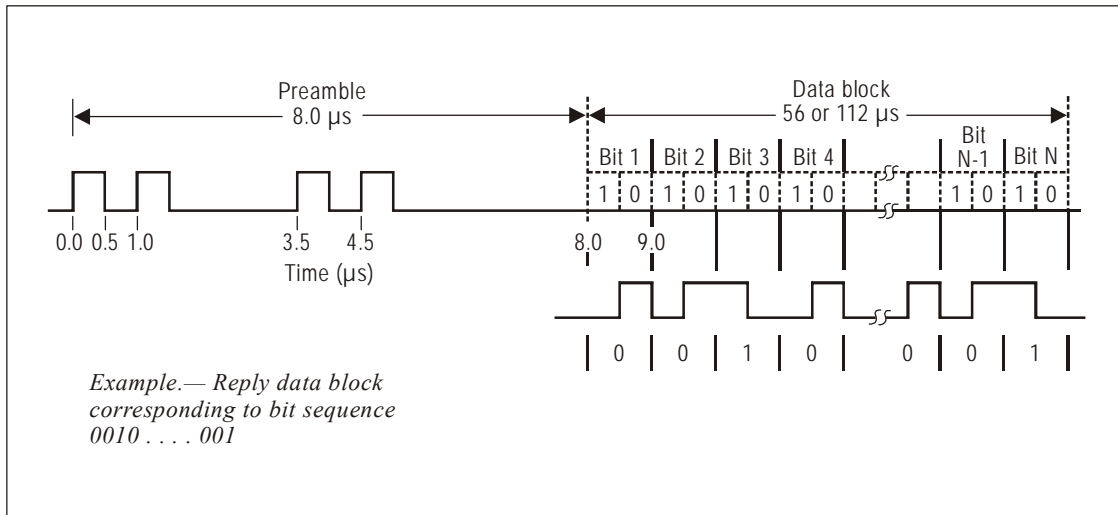 Preamble
8.0 µs
Data block
56 or 112 µs
Bit 1 Bit 2 Bit 3 Bit 4 Bit N-1 Bit N
1 0 1 0 1 0 1 0 1 0 1 0
0.0 0.5 1.0 3.5 4.5 8.0 9.0
Time (µs)
0 0 1 0 0 0 1
Example.— Reply data block
corresponding to bit sequence
0010 . . . . 001